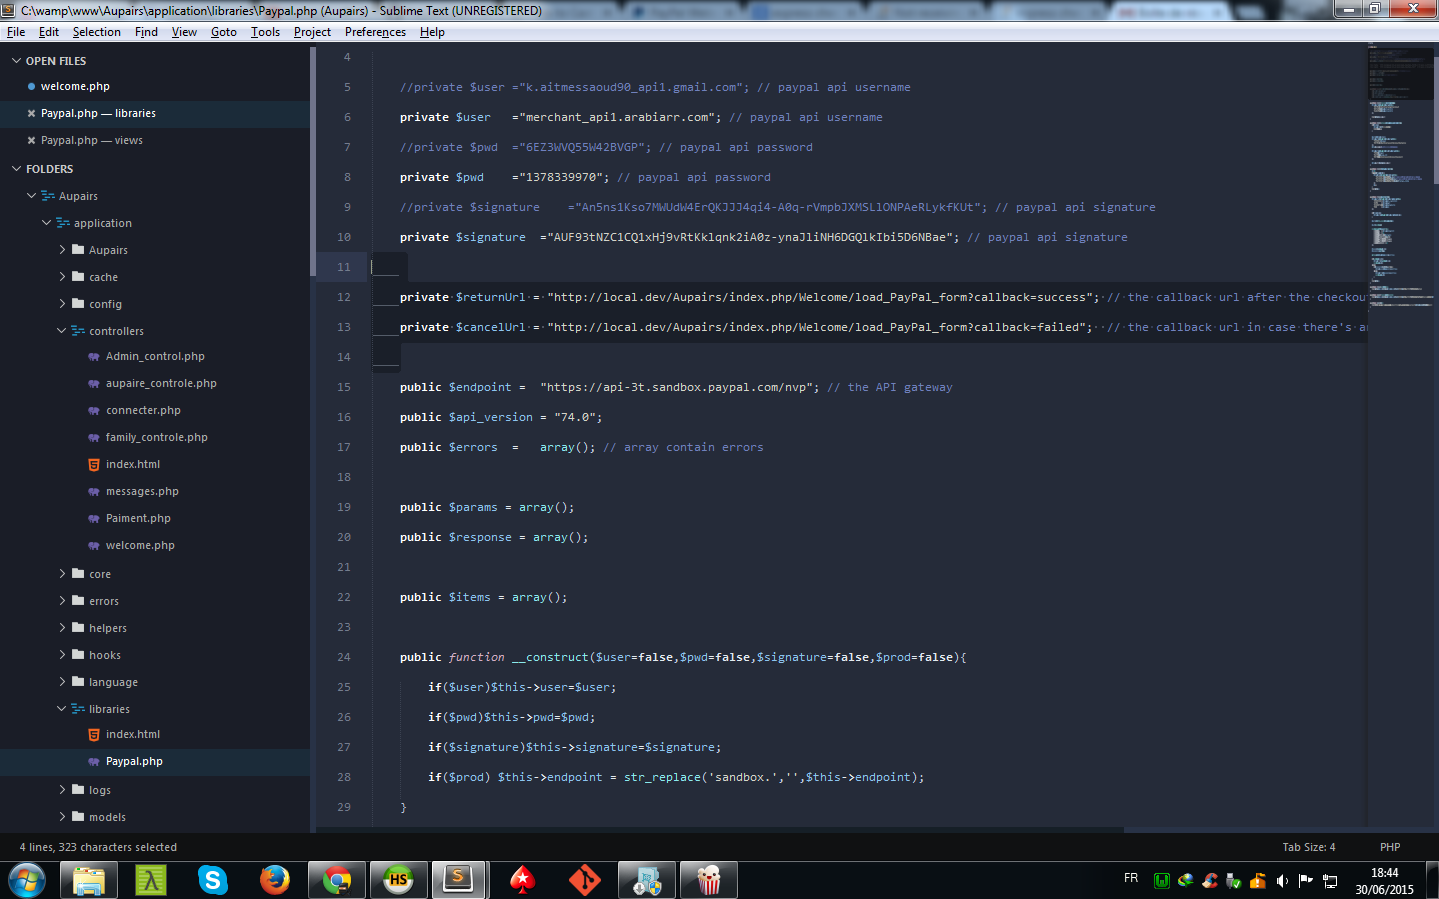 C:\wamp\www\Aupairs\application\libraries\Paypal.php (Aupairs) - Sublime Text (UNREGISTERED)
File Edit Selection Find View Goto Tools Project Preferences Help
OPEN FILES
welcome.php
Paypal.php — libraries
Paypal.php — views
FOLDERS
Aupairs
application
Aupairs
cache
config
controllers
Admin_control.php
aupaire_controle.php
connecter.php
family_controle.php
index.html
messages.php
Paiment.php
welcome.php
core
errors
helpers
hooks
language
libraries
index.html
Paypal.php
logs
models
4
5 //private $user ="k.aitmessaoud90_api1.gmail.com"; // paypal api username
6 private $user ="merchant_api1.arabiarr.com"; // paypal api username
7 //private $pwd ="6EZ3WVQ55W42BVGP"; // paypal api password
8 private $pwd ="1378339970"; // paypal api password
9 //private $signature ="An5ns1Kso7MWUdW4ErQKJJJ4qi4-A0q-rVmpbJXMSLlONPAeRLykfKUt"; // paypal api signature
10 private $signature ="AUF93tNZC1CQ1xHj9vRtKklqnk2iA0z-ynaJliNH6DGQlkIbi5D6NBae"; // paypal api signature
11
12 private $returnUrl = "http://local.dev/Aupairs/index.php/Welcome/load_PayPal_form?callback=success"; // the callback url after the checkou
13 private $cancelUrl = "http://local.dev/Aupairs/index.php/Welcome/load_PayPal_form?callback=failed"; // the callback url in case there's a
14
15 public $endpoint = "https://api-3t.sandbox.paypal.com/nvp"; // the API gateway
16 public $api_version = "74.0";
17 public $errors = array(); // array contain errors
18
19 public $params = array();
20 public $response = array();
21
22 public $items = array();
23
24 public function __construct($user=false,$pwd=false,$signature=false,$prod=false){
25 if($user)$this->user=$user;
26 if($pwd)$this->pwd=$pwd;
27 if($signature)$this->signature=$signature;
28 if($prod) $this->endpoint = str_replace('sandbox.','',$this->endpoint);
29 }
4 lines, 323 characters selected
Tab Size: 4 PHP
HS
FR
18:44
30/06/2015